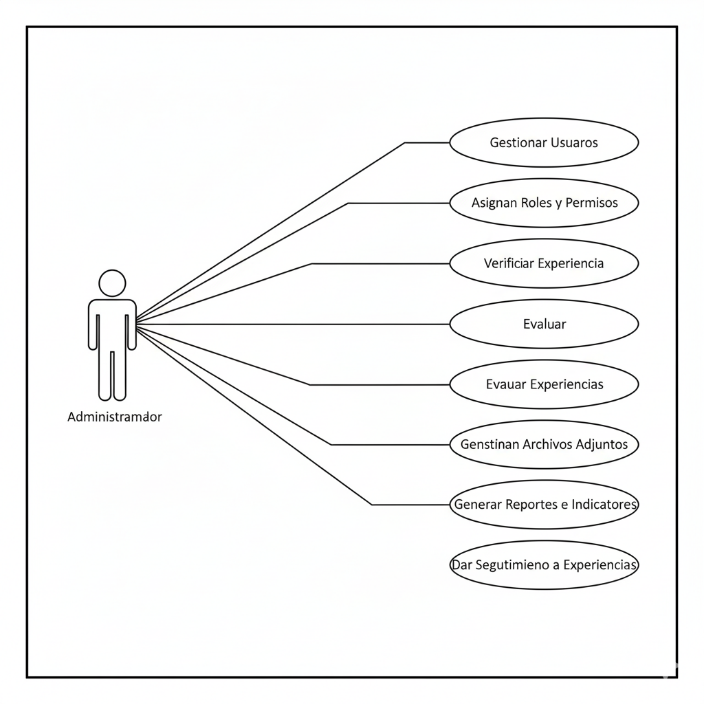 Gestionar Usuaros
Asignan Roles y Permisos
Verificiar Experiencia
Evaluar
Evauar Experiencias
Administramdor
Genstinan Archivos Adjuntos
Generar Reportes e Indicatores
Dar Segutimieno a Experiencias